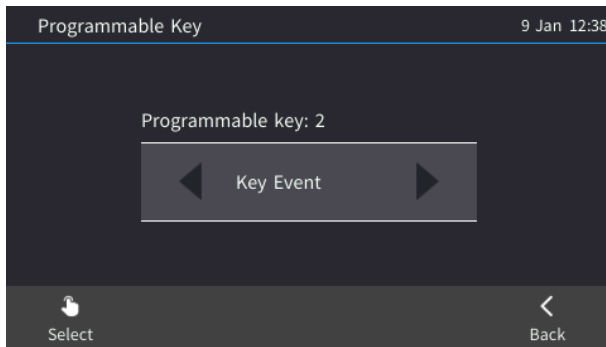 Programmable Key
9 Jan 12:38
Programmable key: 2
Key Event
Select
Back